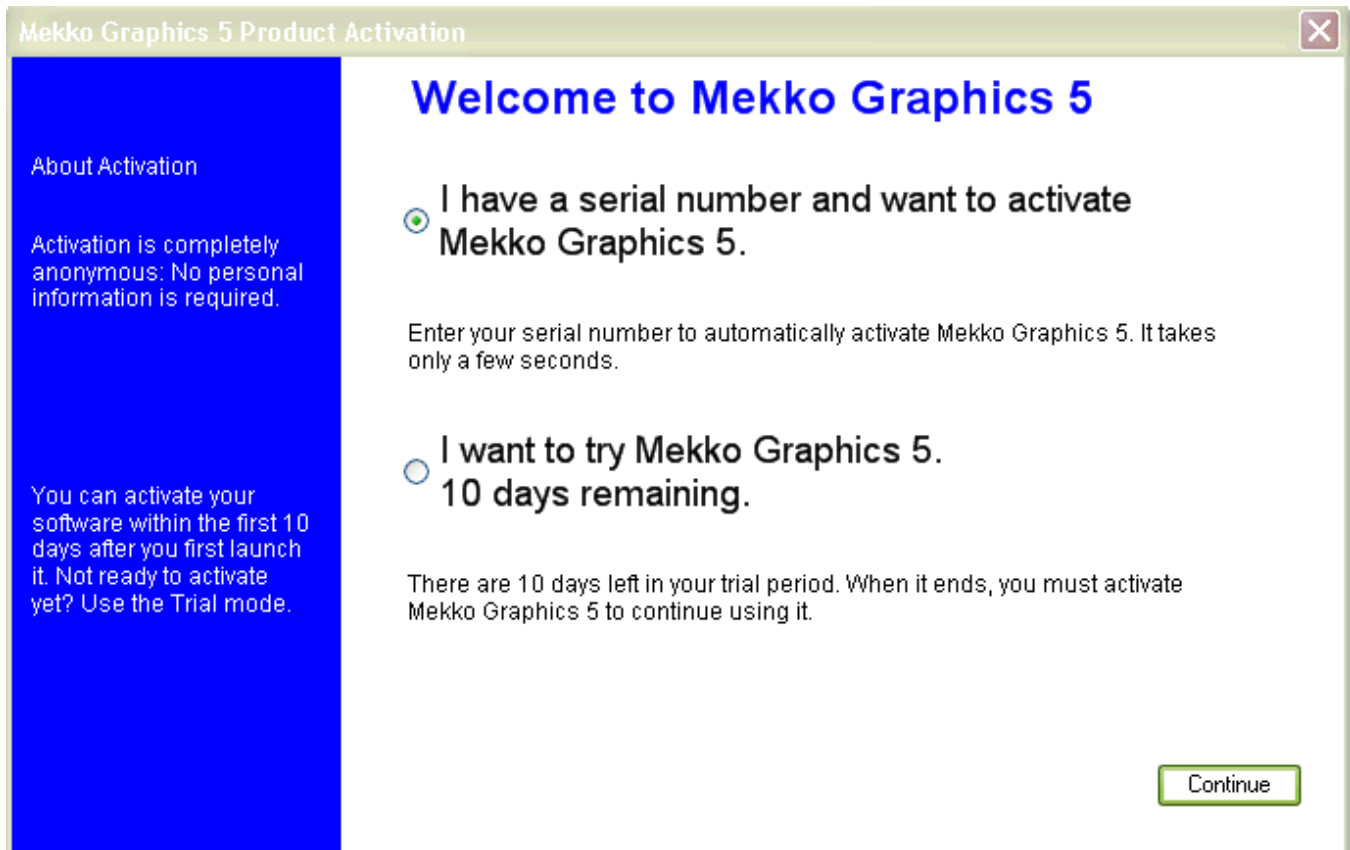 Mekko Graphics 5 Product Activation
About Activation
Activation is completely
anonymous: No personal
information is required.
You can activate your
software within the first 10
days after you first launch
it. Not ready to activate
yet? Use the Trial mode.
Welcome to Mekko Graphics 5
I have a serial number and want to activate
Mekko Graphics 5.
Enter your serial number to automatically activate Mekko Graphics 5. It takes
only a few seconds.
I want to try Mekko Graphics 5.
10 days remaining.
There are 10 days left in your trial period. When it ends, you must activate
Mekko Graphics 5 to continue using it.
Continue